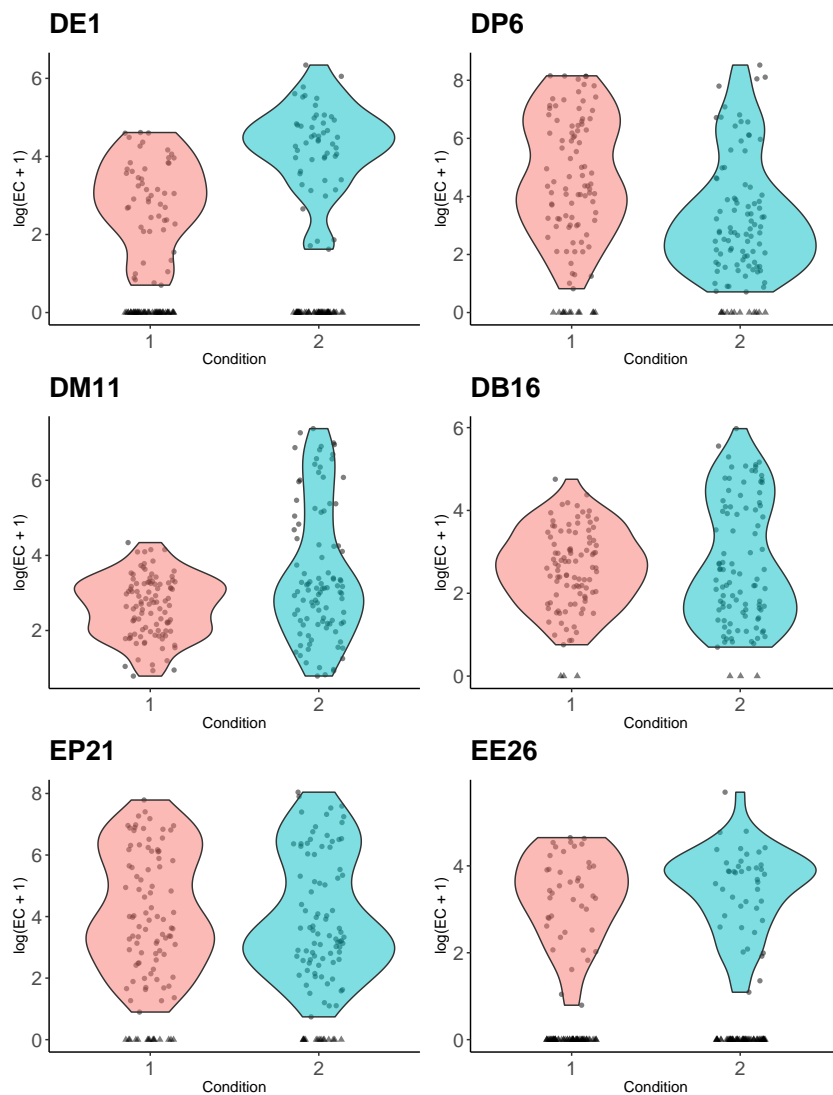 DE1
log(EC + 1)
6
4
2
0
1
2
Condition
DP6
log(EC + 1)
8
6
4
2
0
1
2
Condition
DM11
log(EC + 1)
6
4
2
1
2
Condition
DB16
log(EC + 1)
6
4
2
0
1
2
Condition
EP21
log(EC + 1)
8
6
4
2
0
1
2
Condition
EE26
log(EC + 1)
4
2
0
1
2
Condition